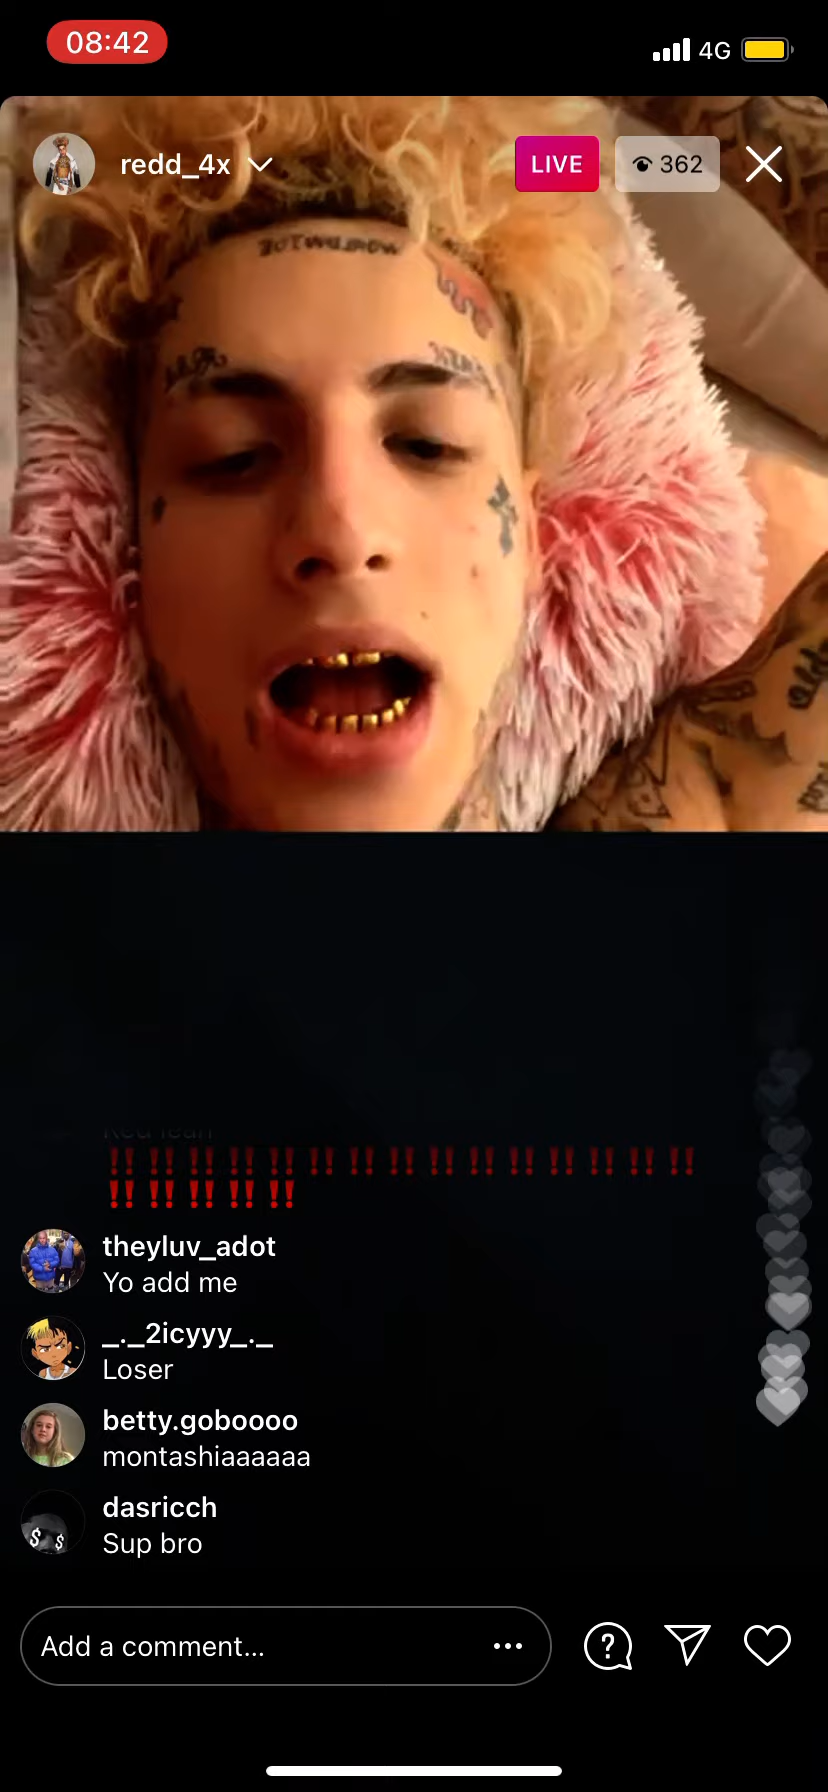 08:42
4G
redd_4x
LIVE
362
‼️‼️‼️‼️‼️‼️‼️‼️‼️‼️‼️‼️‼️‼️‼️
‼️‼️‼️‼️‼️
theyluv_adot
Yo add me
_._2icyyy_._
Loser
betty.goboooo
montashiaaaaaa
dasricch
Sup bro
Add a comment...